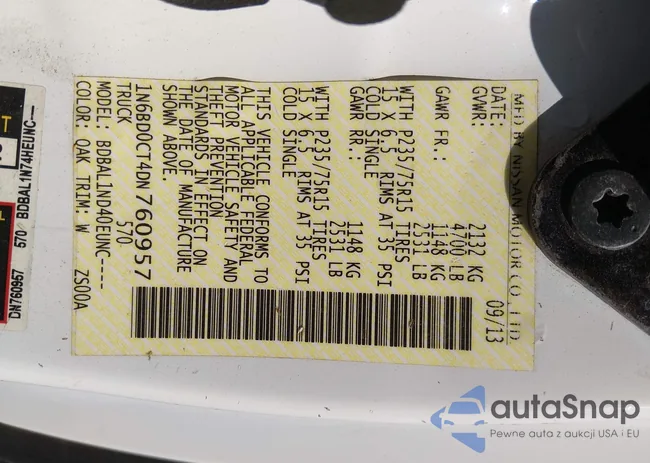 MFD BY NISSAN MOTOR CO., LTD.
DATE: 09/13
GVWR: 2132 KG
4700 LB
GAWR FR.: 1148 KG
2531 LB
WITH P235/75R15 TIRES
15 X 6.5 RIMS AT 35 PSI
COLD SINGLE
GAWR RR.: 1148 KG
2531 LB
WITH P235/75R15 TIRES
15 X 6.5 RIMS AT 35 PSI
COLD SINGLE
THIS VEHICLE CONFORMS TO
ALL APPLICABLE FEDERAL
MOTOR VEHICLE SAFETY AND
THEFT PREVENTION
STANDARDS IN EFFECT ON
THE DATE OF MANUFACTURE
SHOWN ABOVE.
1N6BD0CT4DN760957
TRUCK 570
MODEL: BDBAL1ND40EUNC----
COLOR: QAK TRIM: W ZS00A
570 BDBAL1N74HEUNC---
DN760957
autaSnap
Pewne auta z aukcji USA i EU